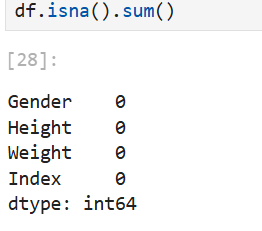 df.isna().sum()
[28]:
Gender    0
Height    0
Weight    0
Index     0
dtype: int64